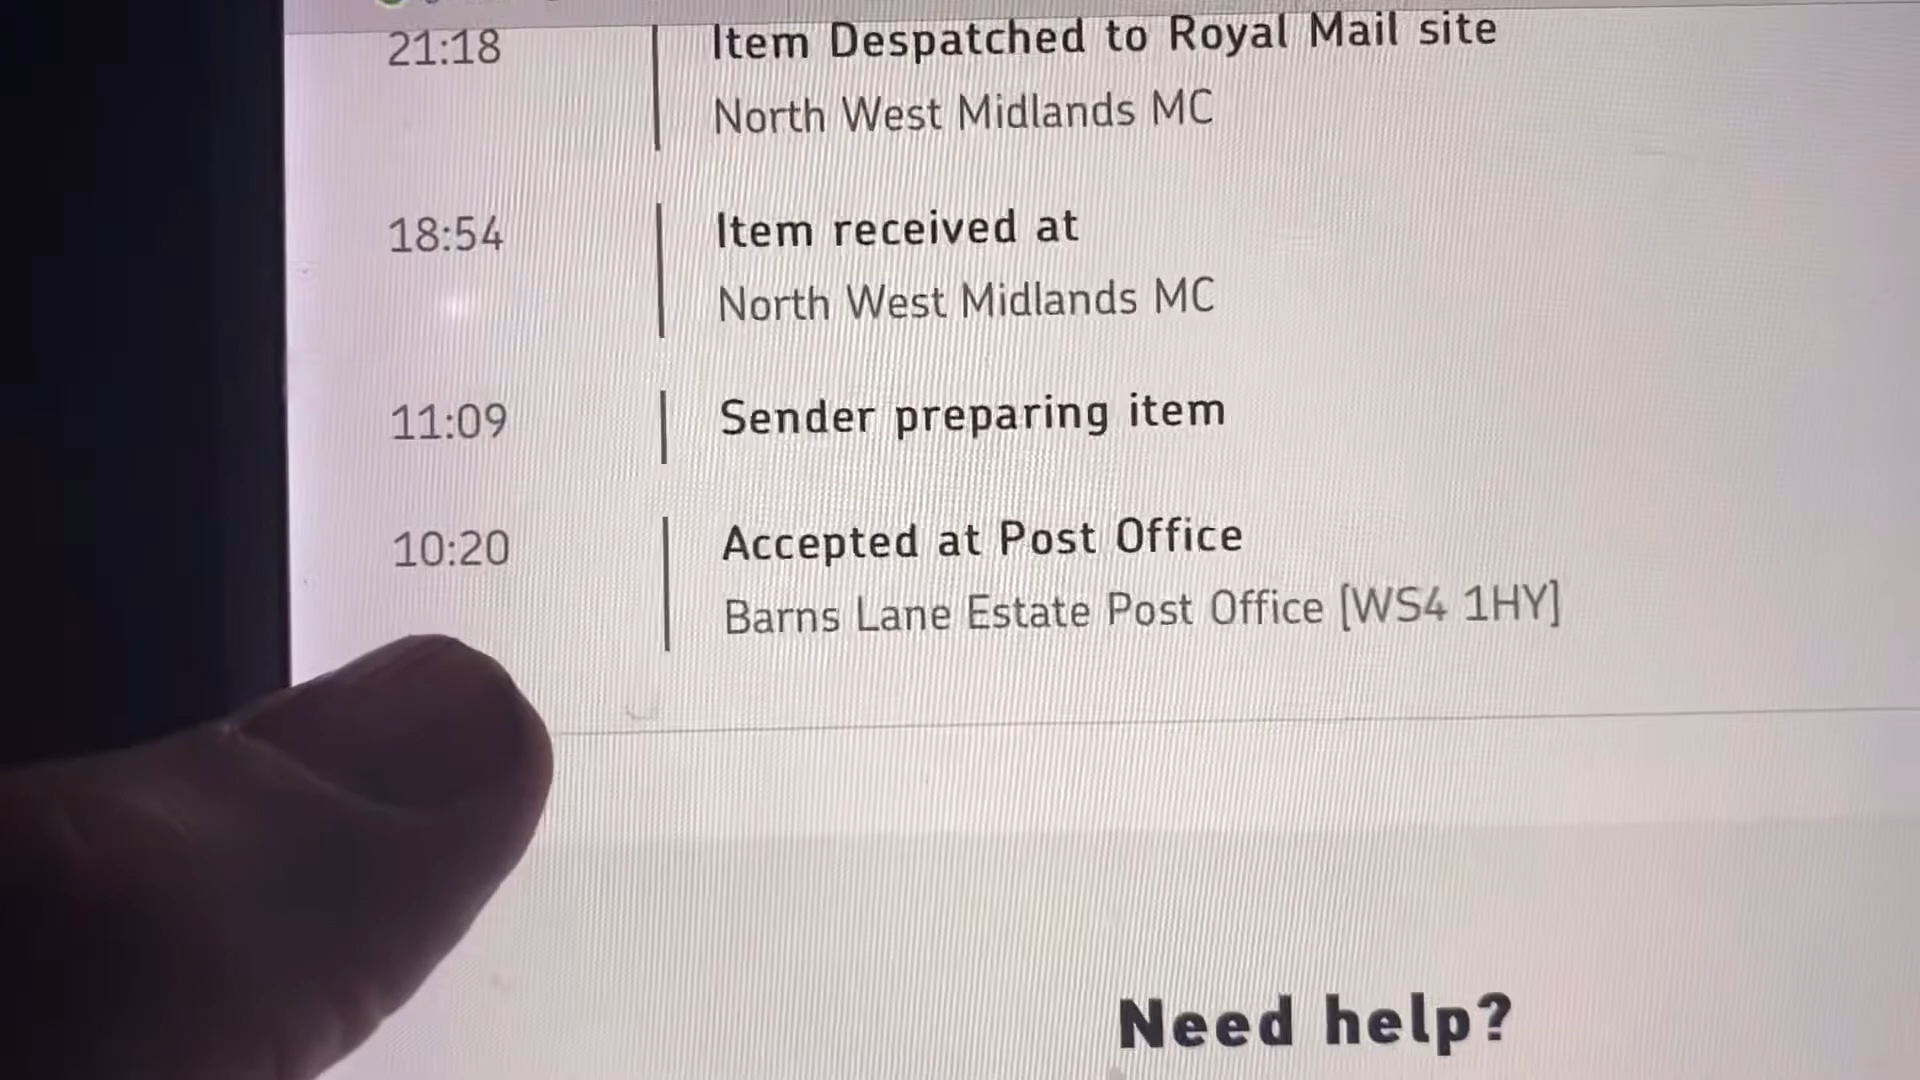 21:18 Item Despatched to Royal Mail site
North West Midlands MC
18:54 Item received at
North West Midlands MC
11:09 Sender preparing item
10:20 Accepted at Post Office
Barns Lane Estate Post Office [WS4 1HY]
Need help?